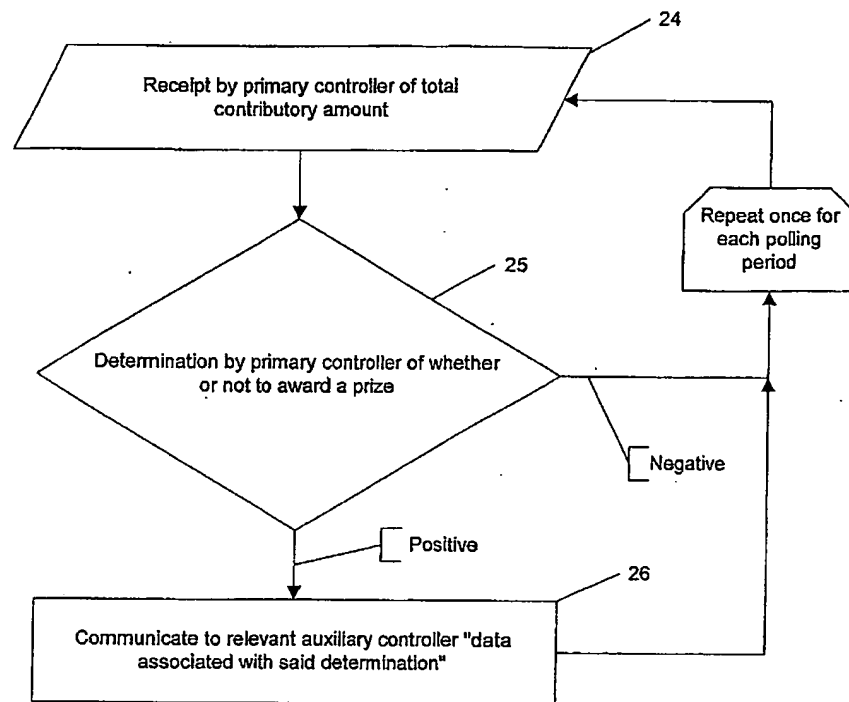 24
Receipt by primary controller of total
contributory amount
Repeat once for
each polling
period
25
Determination by primary controller of whether
or not to award a prize
Negative
Positive
26
Communicate to relevant auxiliary controller "data
associated with said determination"